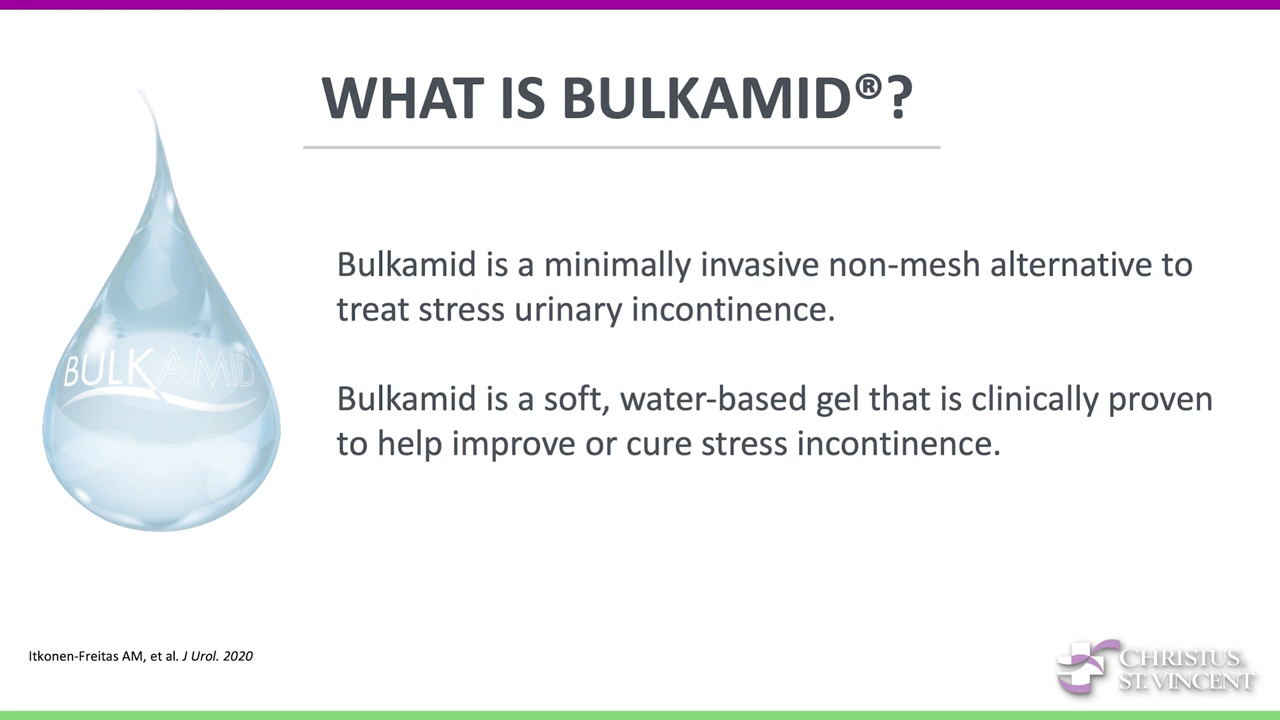 WHAT IS BULKAMID®?
BULKAMID
Bulkamid is a minimally invasive non-mesh alternative to
treat stress urinary incontinence.
Bulkamid is a soft, water-based gel that is clinically proven
to help improve or cure stress incontinence.
Itkonen-Freitas AM, et al. J Urol. 2020
CHRISTUS
ST. VINCENT